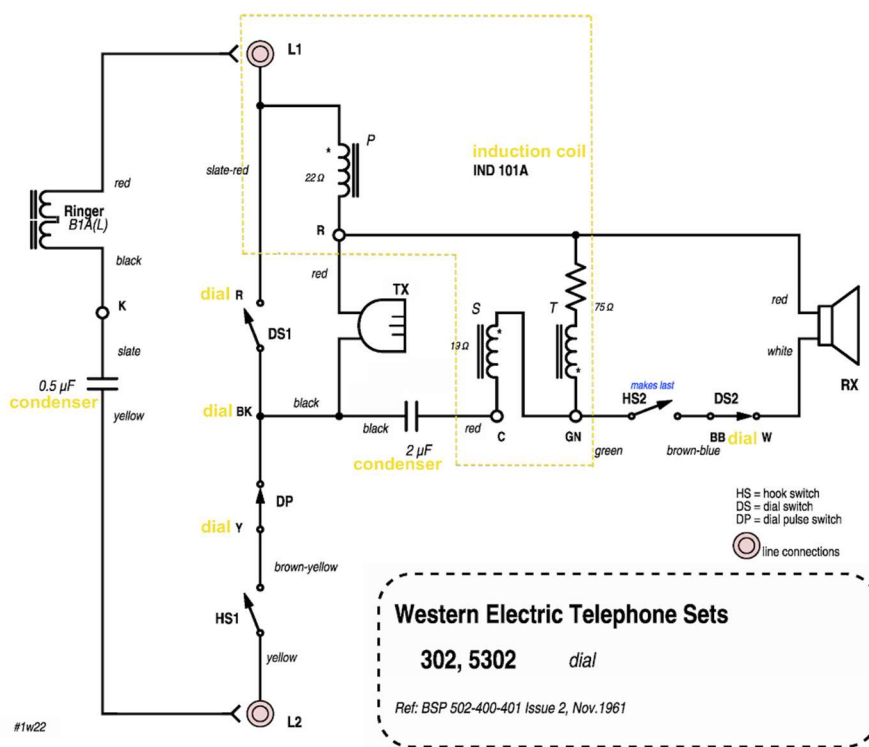 L1
induction coil
IND 101A
P
*
22 Ω
slate-red
red
Ringer
B1A(L)
black
R
red
TX
K
slate
0.5 µF
condenser
yellow
dial R
DS1
S
*
19 Ω
T
75 Ω
*
red
white
RX
dial BK
black
black
2 µF
condenser
red
C
GN
green
makes last
HS2
DS2
BB dial W
brown-blue
DP
dial Y
brown-yellow
HS1
yellow
L2
HS = hook switch
DS = dial switch
DP = dial pulse switch
line connections
Western Electric Telephone Sets
302, 5302 dial
Ref: BSP 502-400-401 Issue 2, Nov.1961
#1w22